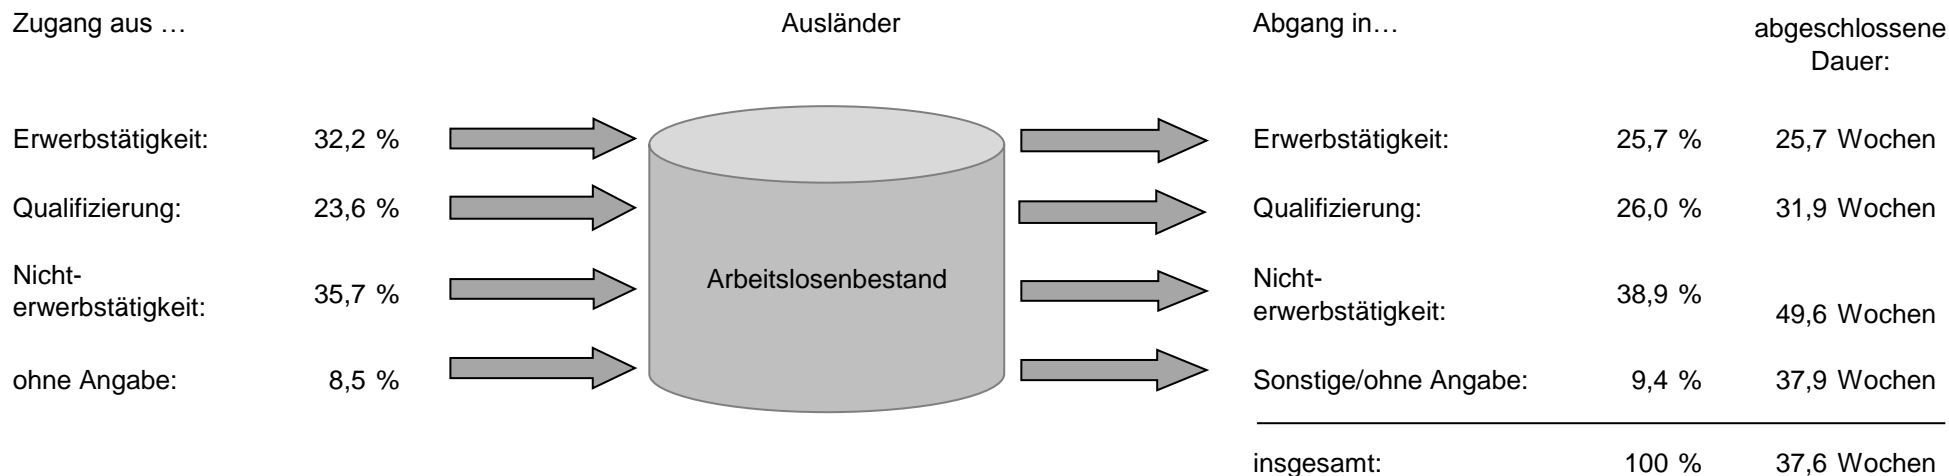 Zugang aus … Ausländer Abgang in… abgeschlossene
Dauer:
Erwerbstätigkeit: 32,2 % Erwerbstätigkeit: 25,7 % 25,7 Wochen
Qualifizierung: 23,6 % Qualifizierung: 26,0 % 31,9 Wochen
Nicht-
erwerbstätigkeit: 35,7 % Arbeitslosenbestand Nicht-
erwerbstätigkeit: 38,9 % 49,6 Wochen
ohne Angabe: 8,5 % Sonstige/ohne Angabe: 9,4 % 37,9 Wochen
insgesamt: 100 % 37,6 Wochen